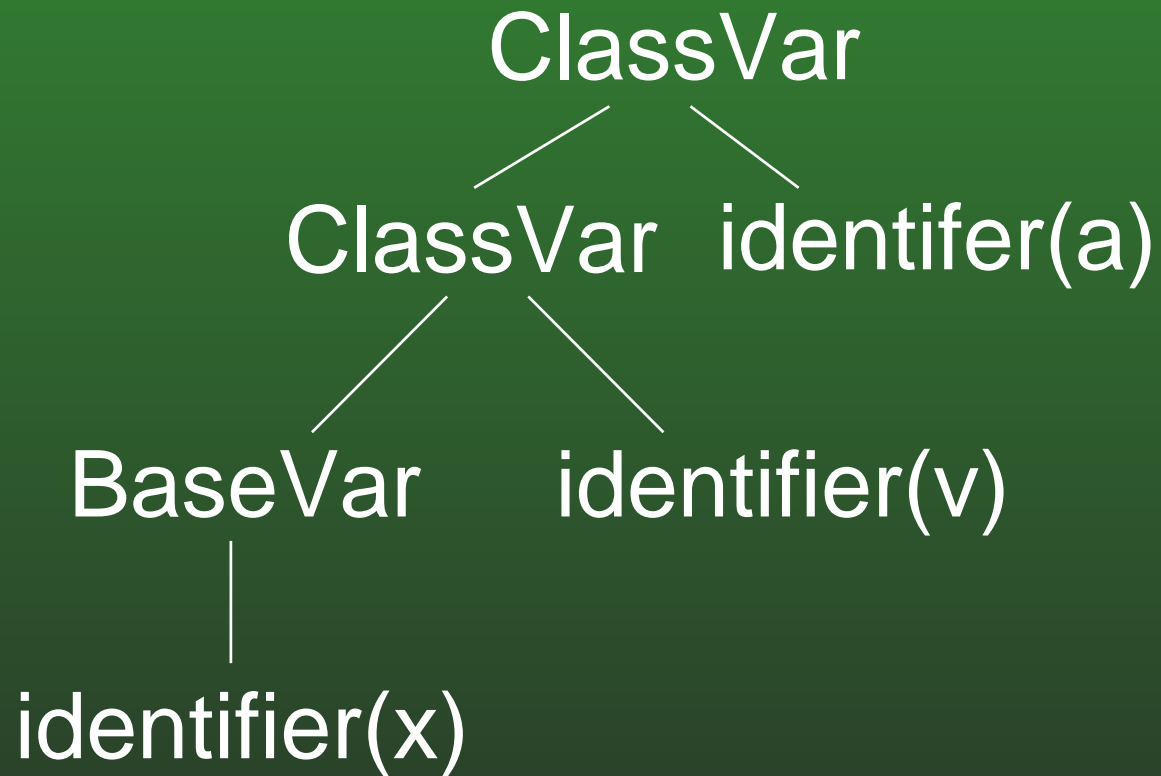 ClassVar
ClassVar identifer(a)
BaseVar identifier(v)
identifier(x)